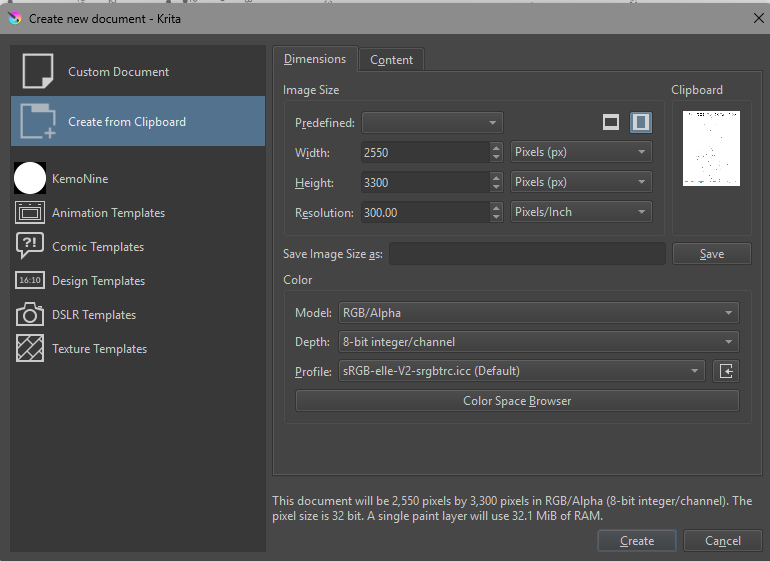 Create new document - Krita
Custom Document
Create from Clipboard
KemoNine
Animation Templates
?!
Comic Templates
16:10
Design Templates
DSLR Templates
Texture Templates
Dimensions
Content
Image Size
Clipboard
Predefined:
Width: 2550 Pixels (px)
Height: 3300 Pixels (px)
Resolution: 300.00 Pixels/Inch
Save Image Size as:
Save
Color
Model: RGB/Alpha
Depth: 8-bit integer/channel
Profile: sRGB-elle-V2-srgbtrc.icc (Default)
Color Space Browser
This document will be 2,550 pixels by 3,300 pixels in RGB/Alpha (8-bit integer/channel). The
pixel size is 32 bit. A single paint layer will use 32.1 MiB of RAM.
Create
Cancel